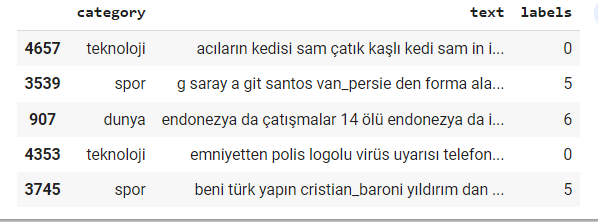 category text labels
4657 teknoloji acıların kedisi sam çatık kaşlı kedi sam in i... 0
3539 spor g saray a git santos van_persie den forma ala... 5
907 dunya endonezya da çatışmalar 14 ölü endonezya da i... 6
4353 teknoloji emniyetten polis logolu virüs uyarısı telefon... 0
3745 spor beni türk yapın cristian_baroni yıldırım dan ... 5